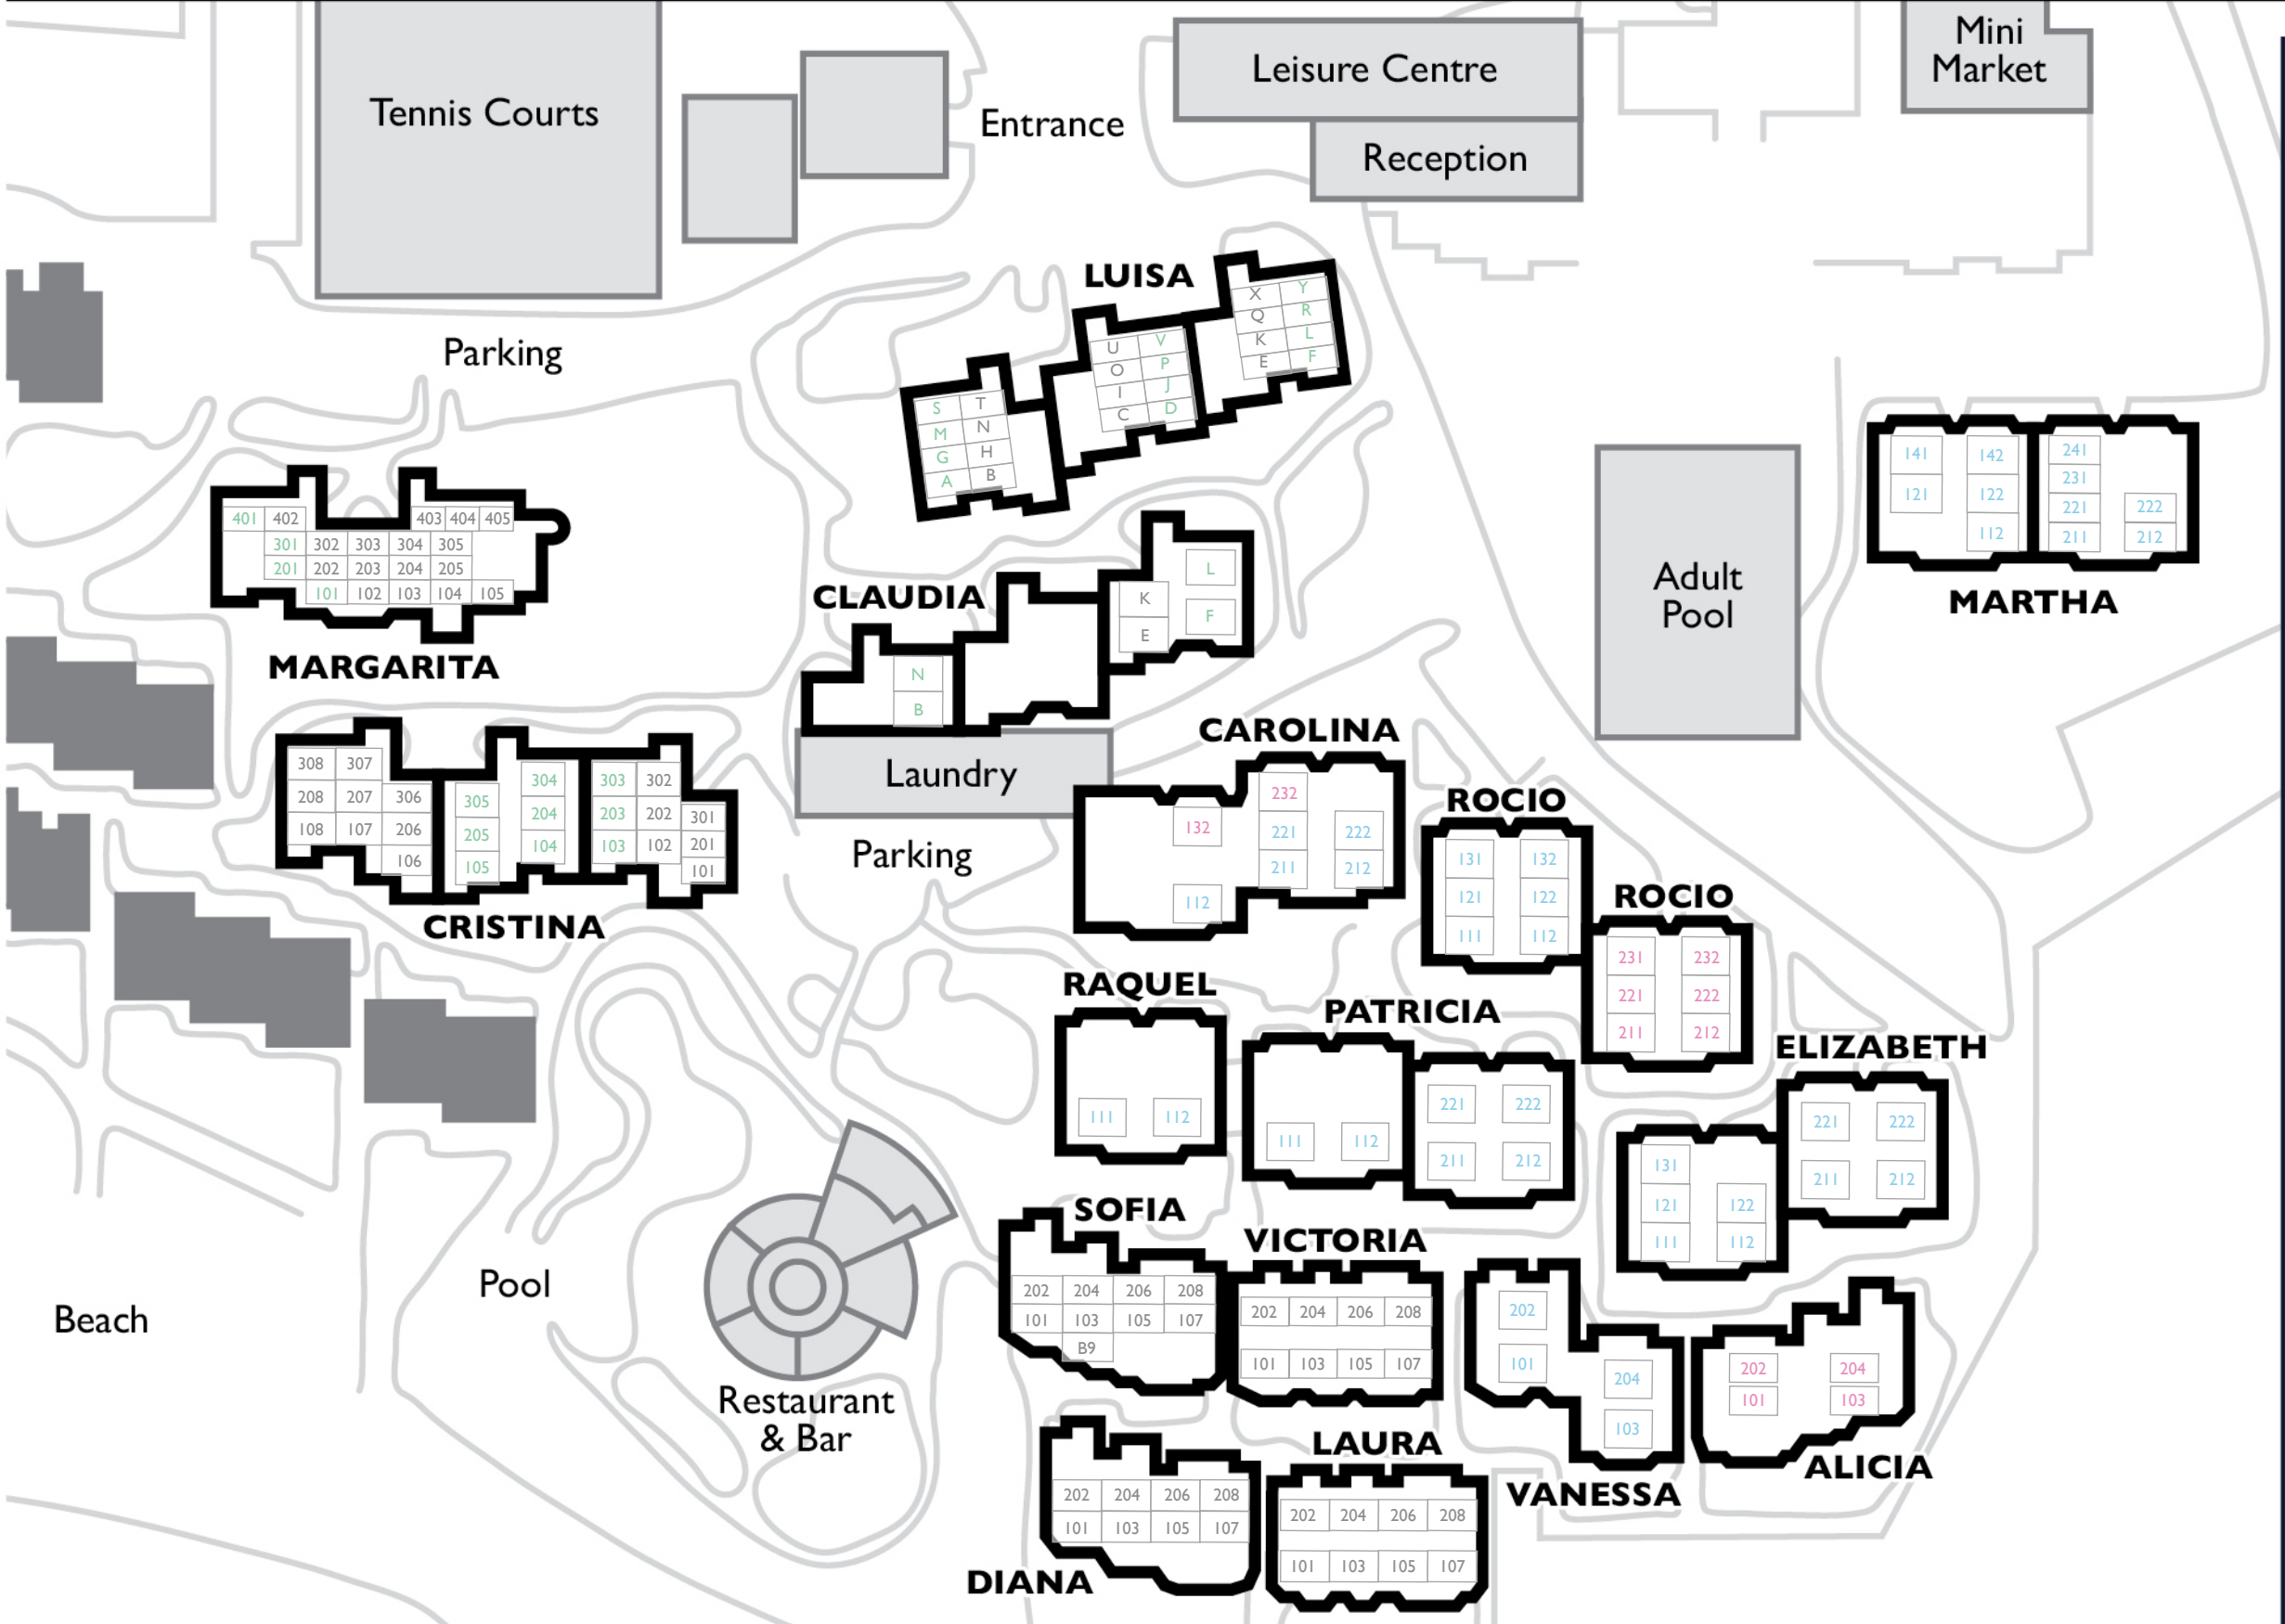 Tennis Courts
Entrance
Leisure Centre
Reception
Mini
Market
Parking
LUISA
S T
M N
G H
A B
U V
O P
I J
C D
X Y
Q R
K L
E F
MARGARITA
401 402 403 404 405
301 302 303 304 305
201 202 203 204 205
101 102 103 104 105
CLAUDIA
N
B
K
E
L
F
Laundry
Parking
Adult
Pool
MARTHA
141 142
121 122
112
241
231
221 222
211 212
CRISTINA
308 307
208 207 306
108 107 206
106
305 304
205 204
105 104
303 302 301
203 202 201
103 102 101
CAROLINA
132
112
232
221 222
211 212
ROCIO
131 132
121 122
111 112
ROCIO
231 232
221 222
211 212
RAQUEL
111 112
PATRICIA
111 112
221 222
211 212
ELIZABETH
131
121 122
111 112
221 222
211 212
Beach
Pool
Restaurant
& Bar
SOFIA
202 204 206 208
101 103 105 107
B9
VICTORIA
202 204 206 208
101 103 105 107
VANESSA
202
101
204
103
ALICIA
202 204
101 103
DIANA
202 204 206 208
101 103 105 107
LAURA
202 204 206 208
101 103 105 107